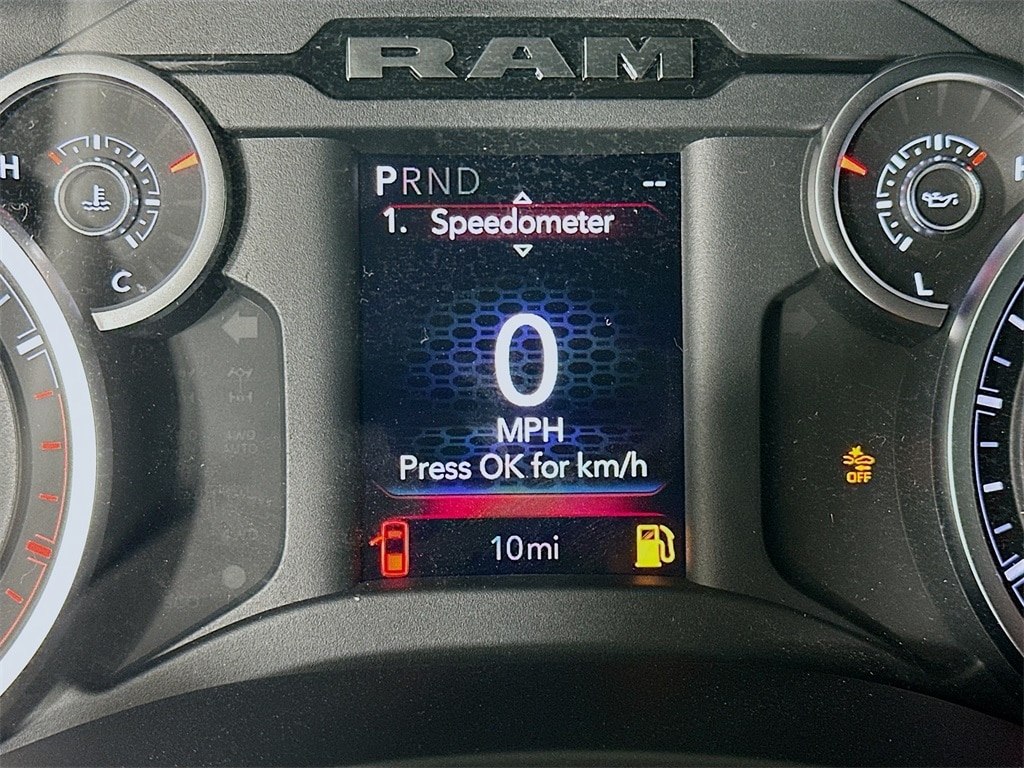 RAM
H
C
PRND
--
1. Speedometer
0
MPH
Press OK for km/h
10mi
H
L
OFF